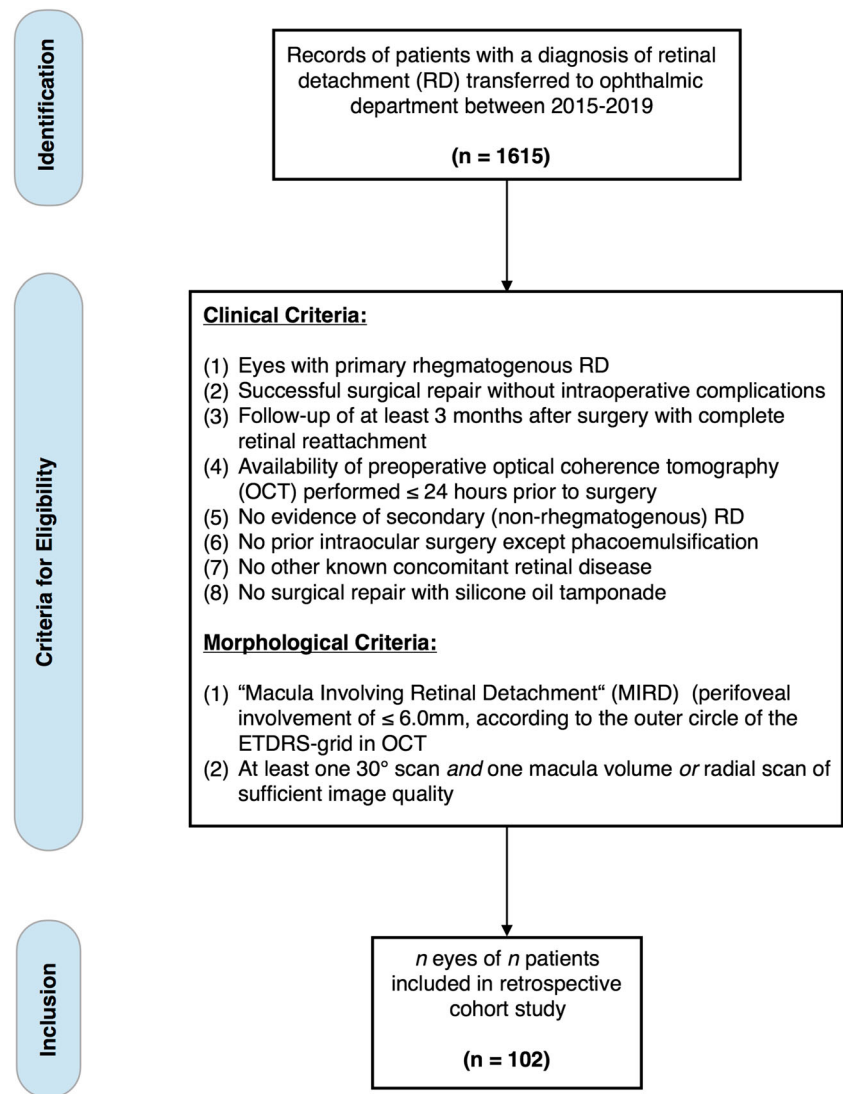 Identification
Records of patients with a diagnosis of retinal
detachment (RD) transferred to ophthalmic
department between 2015-2019
(n = 1615)
Criteria for Eligibility
Clinical Criteria:
(1) Eyes with primary rhegmatogenous RD
(2) Successful surgical repair without intraoperative complications
(3) Follow-up of at least 3 months after surgery with complete
retinal reattachment
(4) Availability of preoperative optical coherence tomography
(OCT) performed ≤ 24 hours prior to surgery
(5) No evidence of secondary (non-rhegmatogenous) RD
(6) No prior intraocular surgery except phacoemulsification
(7) No other known concomitant retinal disease
(8) No surgical repair with silicone oil tamponade
Morphological Criteria:
(1) “Macula Involving Retinal Detachment“ (MIRD) (perifoveal
involvement of ≤ 6.0mm, according to the outer circle of the
ETDRS-grid in OCT
(2) At least one 30° scan and one macula volume or radial scan of
sufficient image quality
Inclusion
n eyes of n patients
included in retrospective
cohort study
(n = 102)